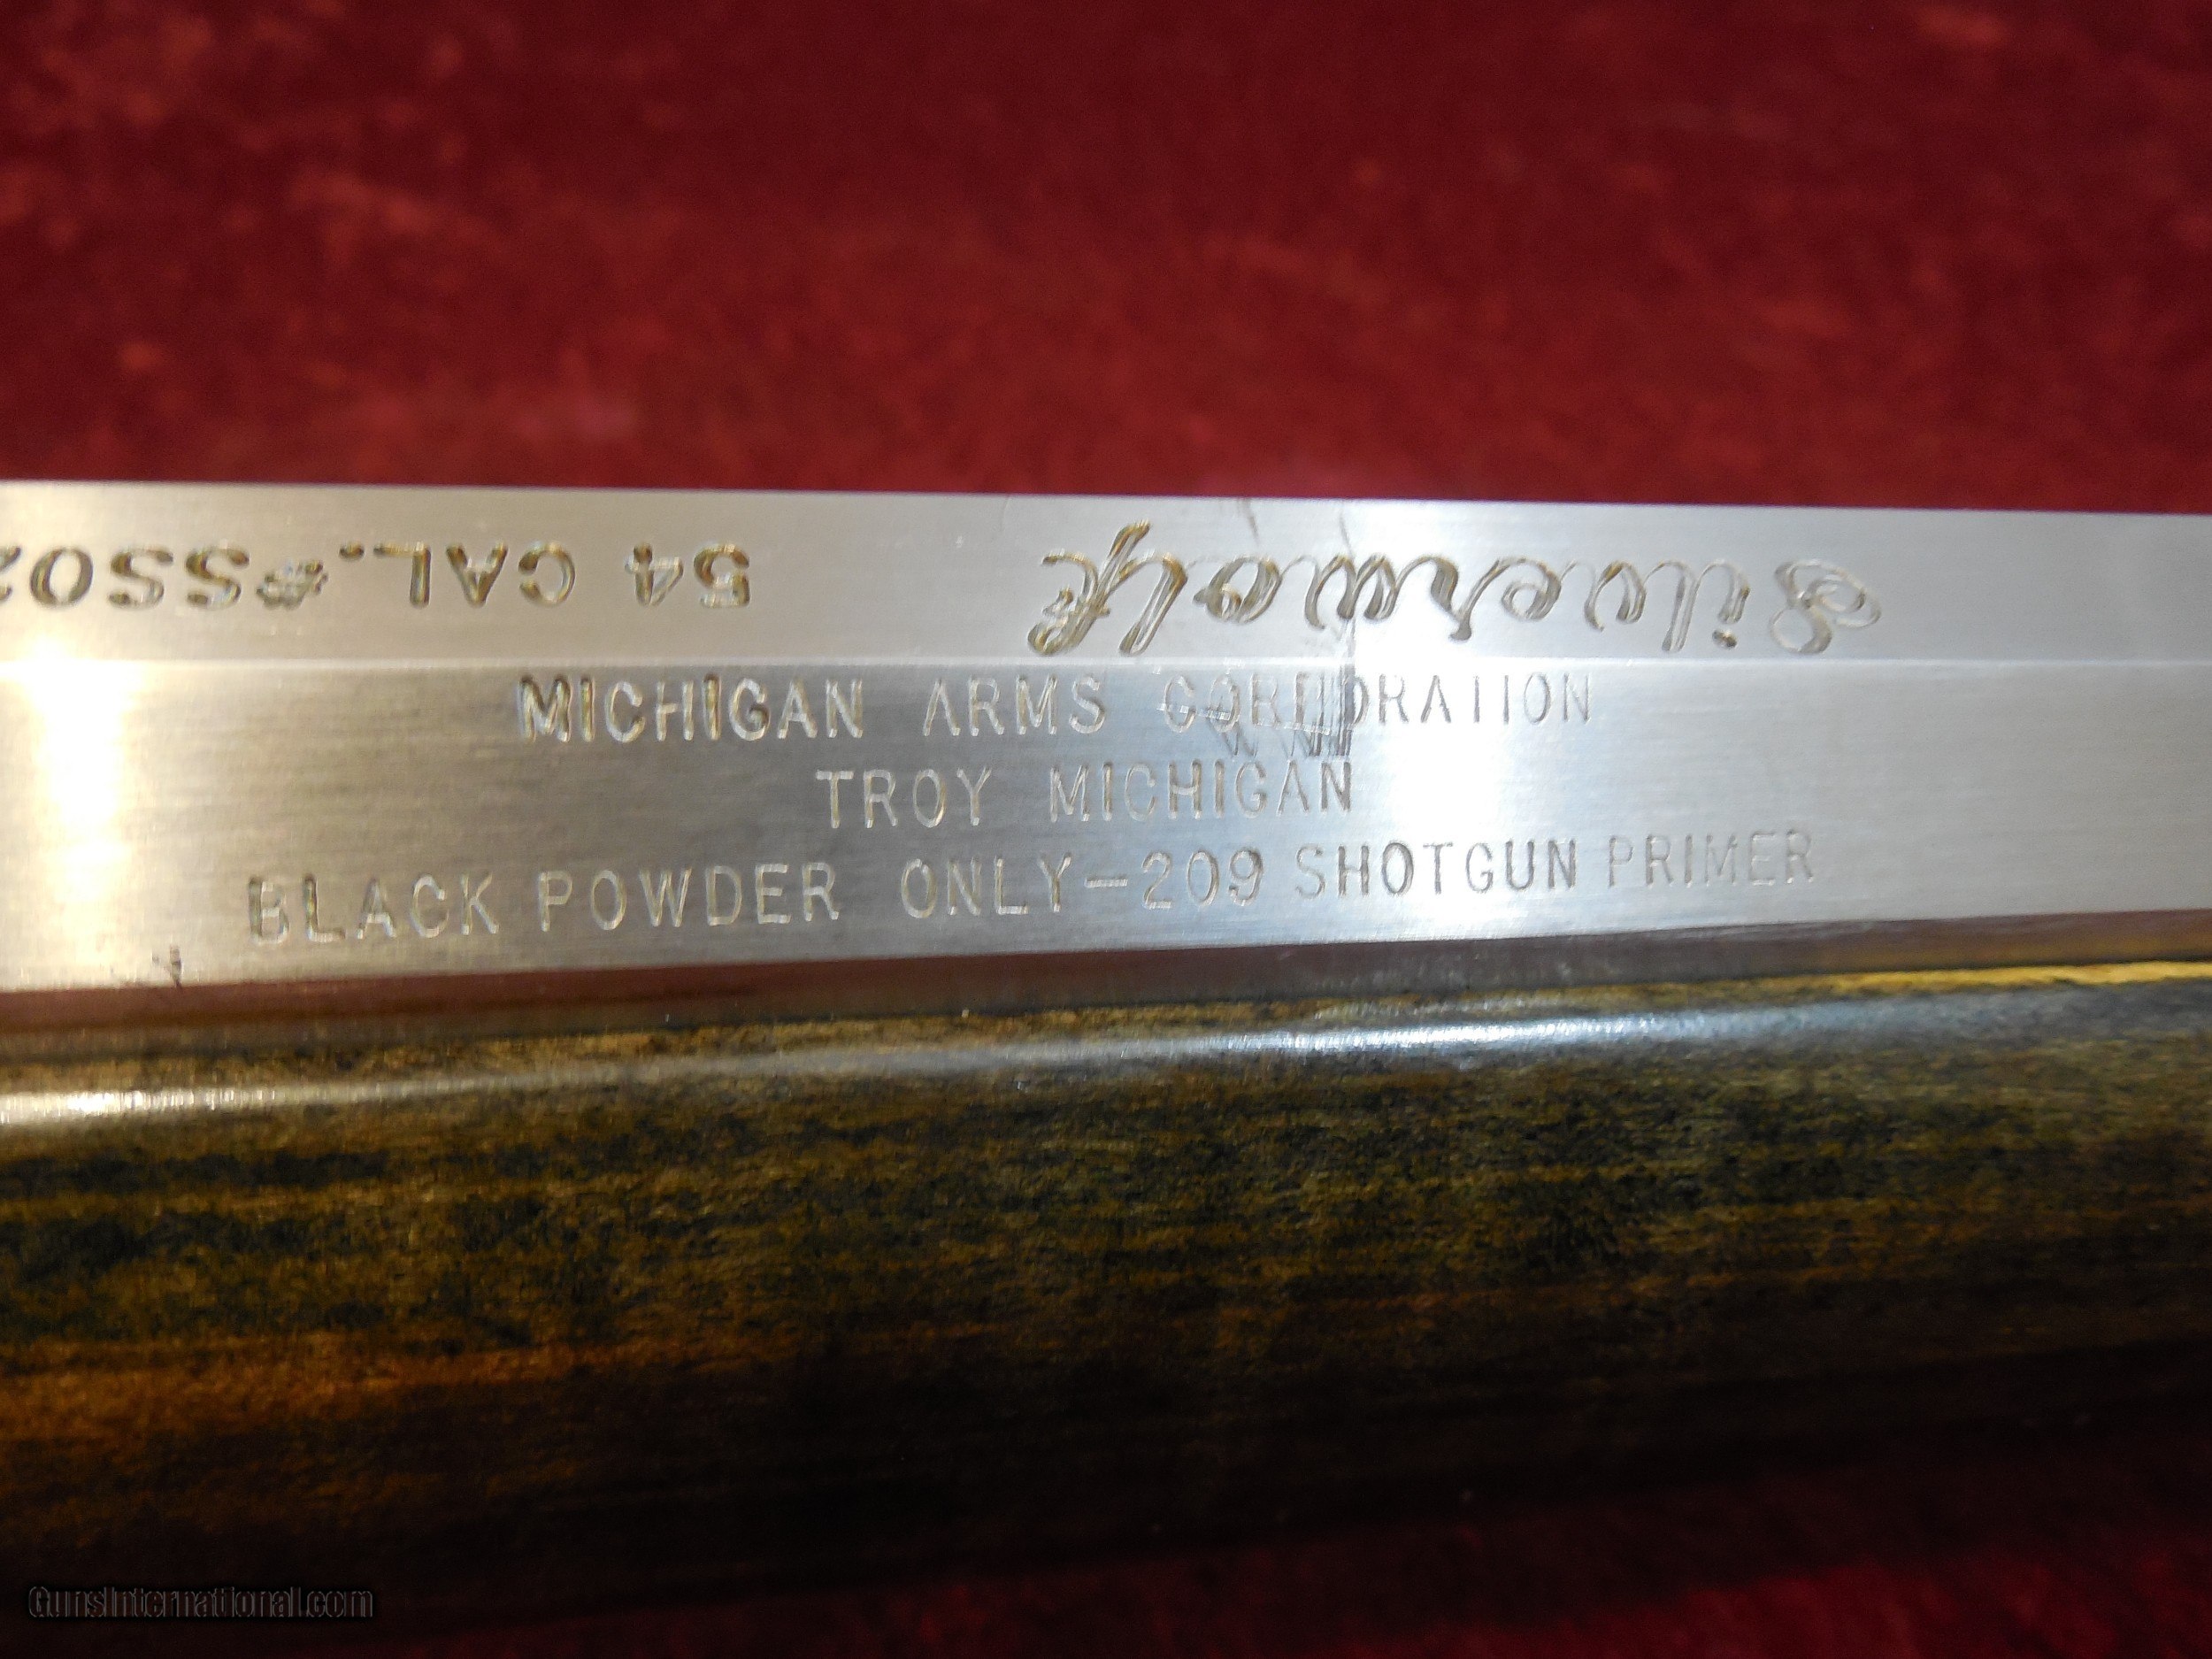 Silverwolf 54 CAL. #SS02
MICHIGAN ARMS CORPORATION
TROY MICHIGAN
BLACK POWDER ONLY-209 SHOTGUN PRIMER
GunsInternational.com